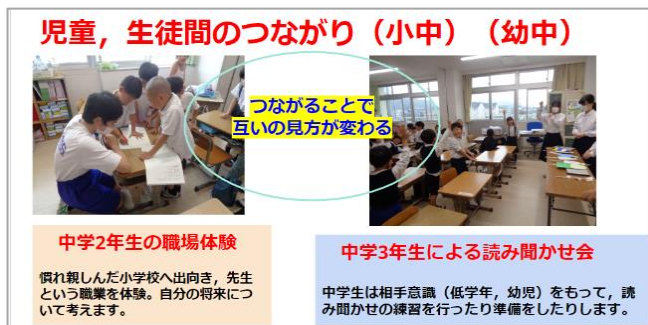 児童，生徒間のつながり（小中）（幼中）
つながることで
互いの見方が変わる
中学2年生の職場体験
慣れ親しんだ小学校へ出向き，先生
という職業を体験。自分の将来につ
いて考えます。
中学3年生による読み聞かせ会
中学生は相手意識（低学年，幼児）をもって，読
み聞かせの練習を行ったり準備をしたりします。